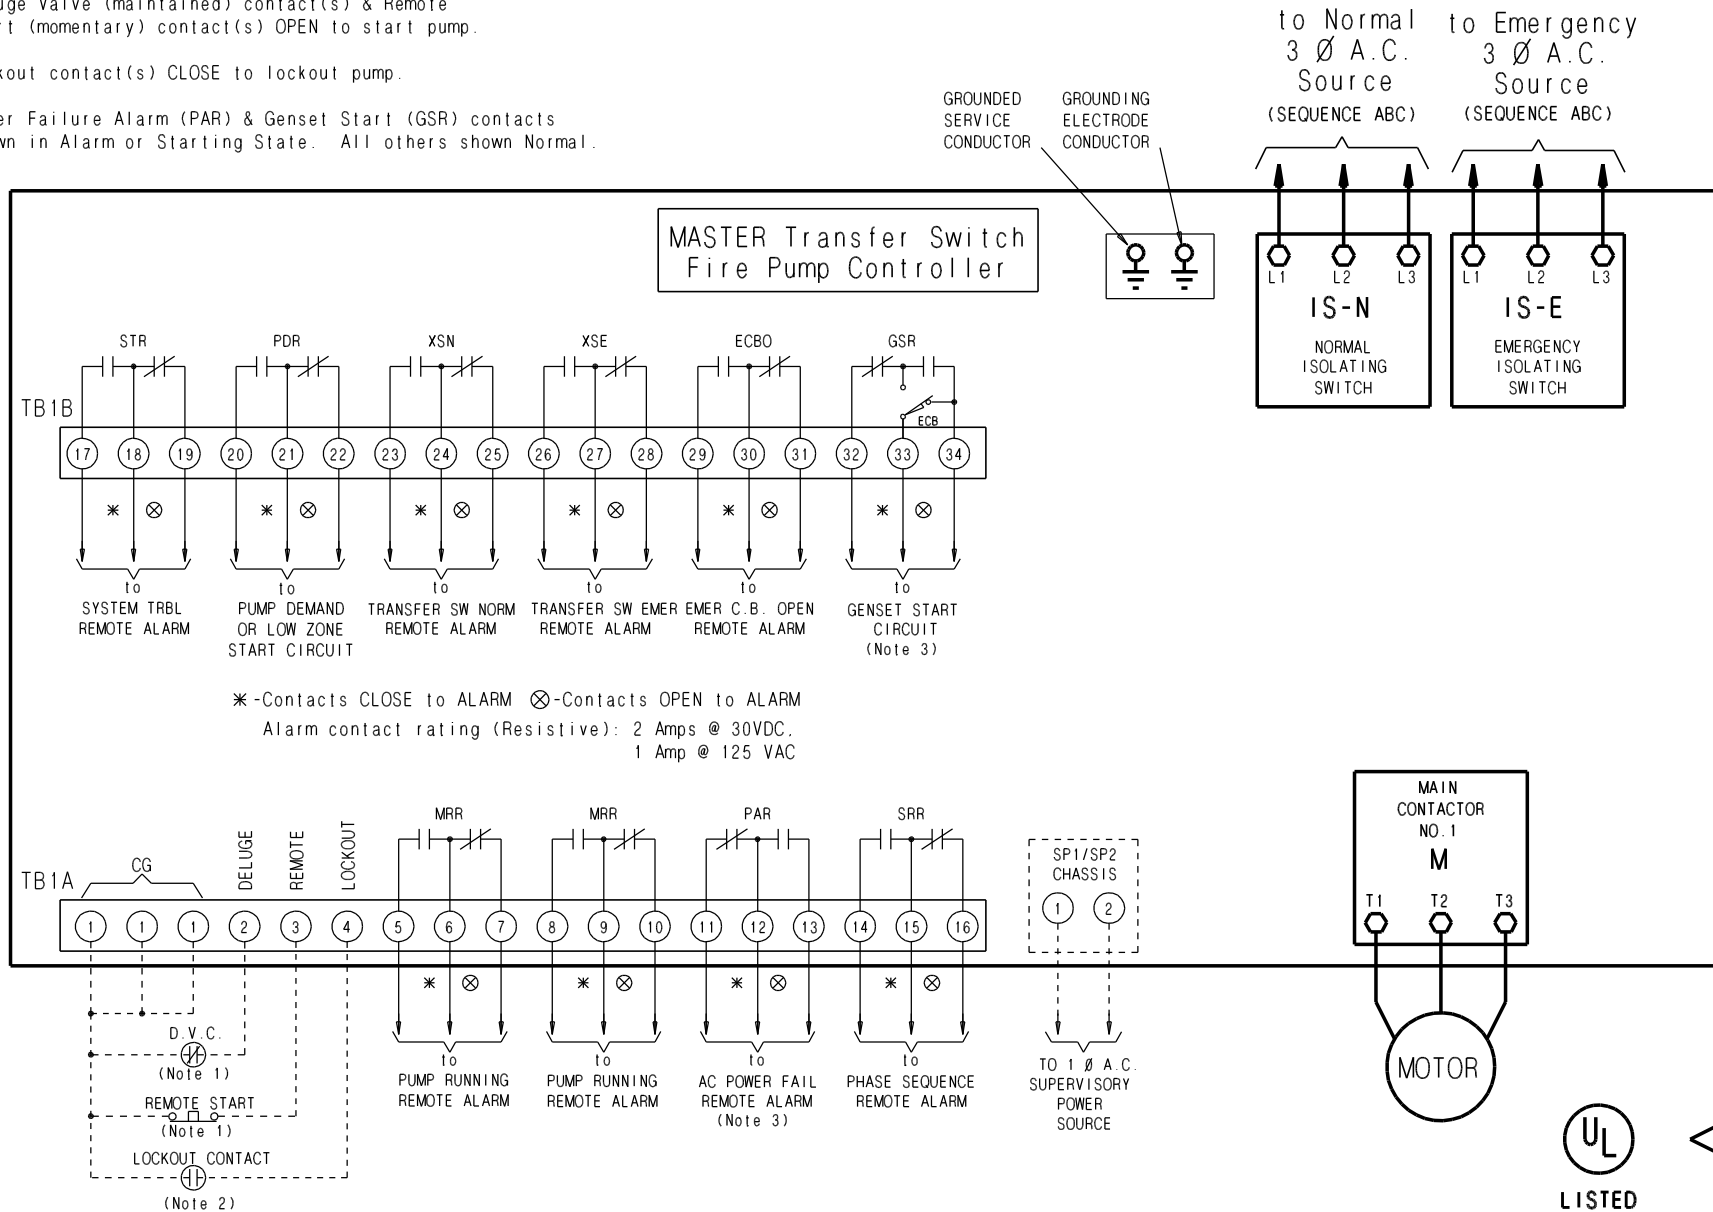 (maintained) contact(s) & Remote
(momentary) contact(s) OPEN to start pump.
contact(s) CLOSE to lockout pump.
Failure Alarm (PAR) & Genset Start (GSR) contacts
in Alarm or Starting State. All others shown Normal.
to Normal
3 Ø A.C.
Source
(SEQUENCE ABC)
to Emergency
3 Ø A.C.
Source
(SEQUENCE ABC)
GROUNDED
SERVICE
CONDUCTOR
GROUNDING
ELECTRODE
CONDUCTOR
MASTER Transfer Switch
Fire Pump Controller
L1 L2 L3
IS-N
NORMAL
ISOLATING
SWITCH
L1 L2 L3
IS-E
EMERGENCY
ISOLATING
SWITCH
STR PDR XSN XSE ECBO GSR
ECB
TB1B
17 18 19 20 21 22 23 24 25 26 27 28 29 30 31 32 33 34
to
SYSTEM TRBL
REMOTE ALARM
to
PUMP DEMAND
OR LOW ZONE
START CIRCUIT
to
TRANSFER SW NORM
REMOTE ALARM
to
TRANSFER SW EMER
REMOTE ALARM
to
EMER C.B. OPEN
REMOTE ALARM
to
GENSET START
CIRCUIT
(Note 3)
* -Contacts CLOSE to ALARM ⊗-Contacts OPEN to ALARM
Alarm contact rating (Resistive): 2 Amps @ 30VDC,
1 Amp @ 125 VAC
CG DELUGE REMOTE LOCKOUT MRR MRR PAR SRR
TB1A
1 1 1 2 3 4 5 6 7 8 9 10 11 12 13 14 15 16
SP1/SP2
CHASSIS
1 2
MAIN
CONTACTOR
NO.1
M
T1 T2 T3
MOTOR
D.V.C.
(Note 1)
REMOTE START
(Note 1)
LOCKOUT CONTACT
(Note 2)
to
PUMP RUNNING
REMOTE ALARM
to
PUMP RUNNING
REMOTE ALARM
to
AC POWER FAIL
REMOTE ALARM
(Note 3)
to
PHASE SEQUENCE
REMOTE ALARM
TO 1 Ø A.C.
SUPERVISORY
POWER
SOURCE
UL
LISTED